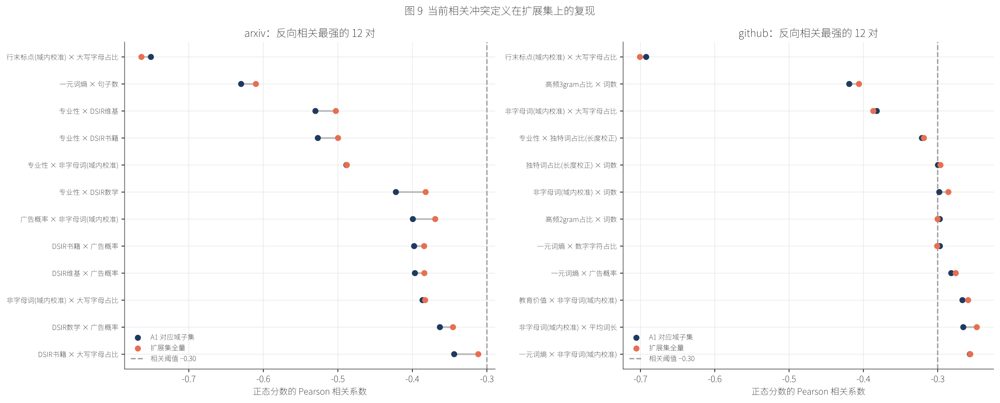 图 9 当前相关冲突定义在扩展集上的复现
arxiv：反向相关最强的 12 对
行末标点(域内校准) × 大写字母占比
一元词熵 × 句子数
专业性 × DSIR维基
专业性 × DSIR书籍
专业性 × 非字母词(域内校准)
专业性 × DSIR数学
广告概率 × 非字母词(域内校准)
DSIR书籍 × 广告概率
DSIR维基 × 广告概率
非字母词(域内校准) × 大写字母占比
DSIR数学 × 广告概率
DSIR书籍 × 大写字母占比
A1 对应域子集
扩展集全量
相关阈值 −0.30
-0.7 -0.6 -0.5 -0.4 -0.3
正态分数的 Pearson 相关系数
github：反向相关最强的 12 对
行末标点(域内校准) × 大写字母占比
高频3gram占比 × 词数
非字母词(域内校准) × 大写字母占比
专业性 × 独特词占比(长度校正)
独特词占比(长度校正) × 词数
非字母词(域内校准) × 词数
高频2gram占比 × 词数
一元词熵 × 数字字符占比
一元词熵 × 广告概率
教育价值 × 非字母词(域内校准)
非字母词(域内校准) × 平均词长
一元词熵 × 非字母词(域内校准)
A1 对应域子集
扩展集全量
相关阈值 −0.30
-0.7 -0.6 -0.5 -0.4 -0.3
正态分数的 Pearson 相关系数